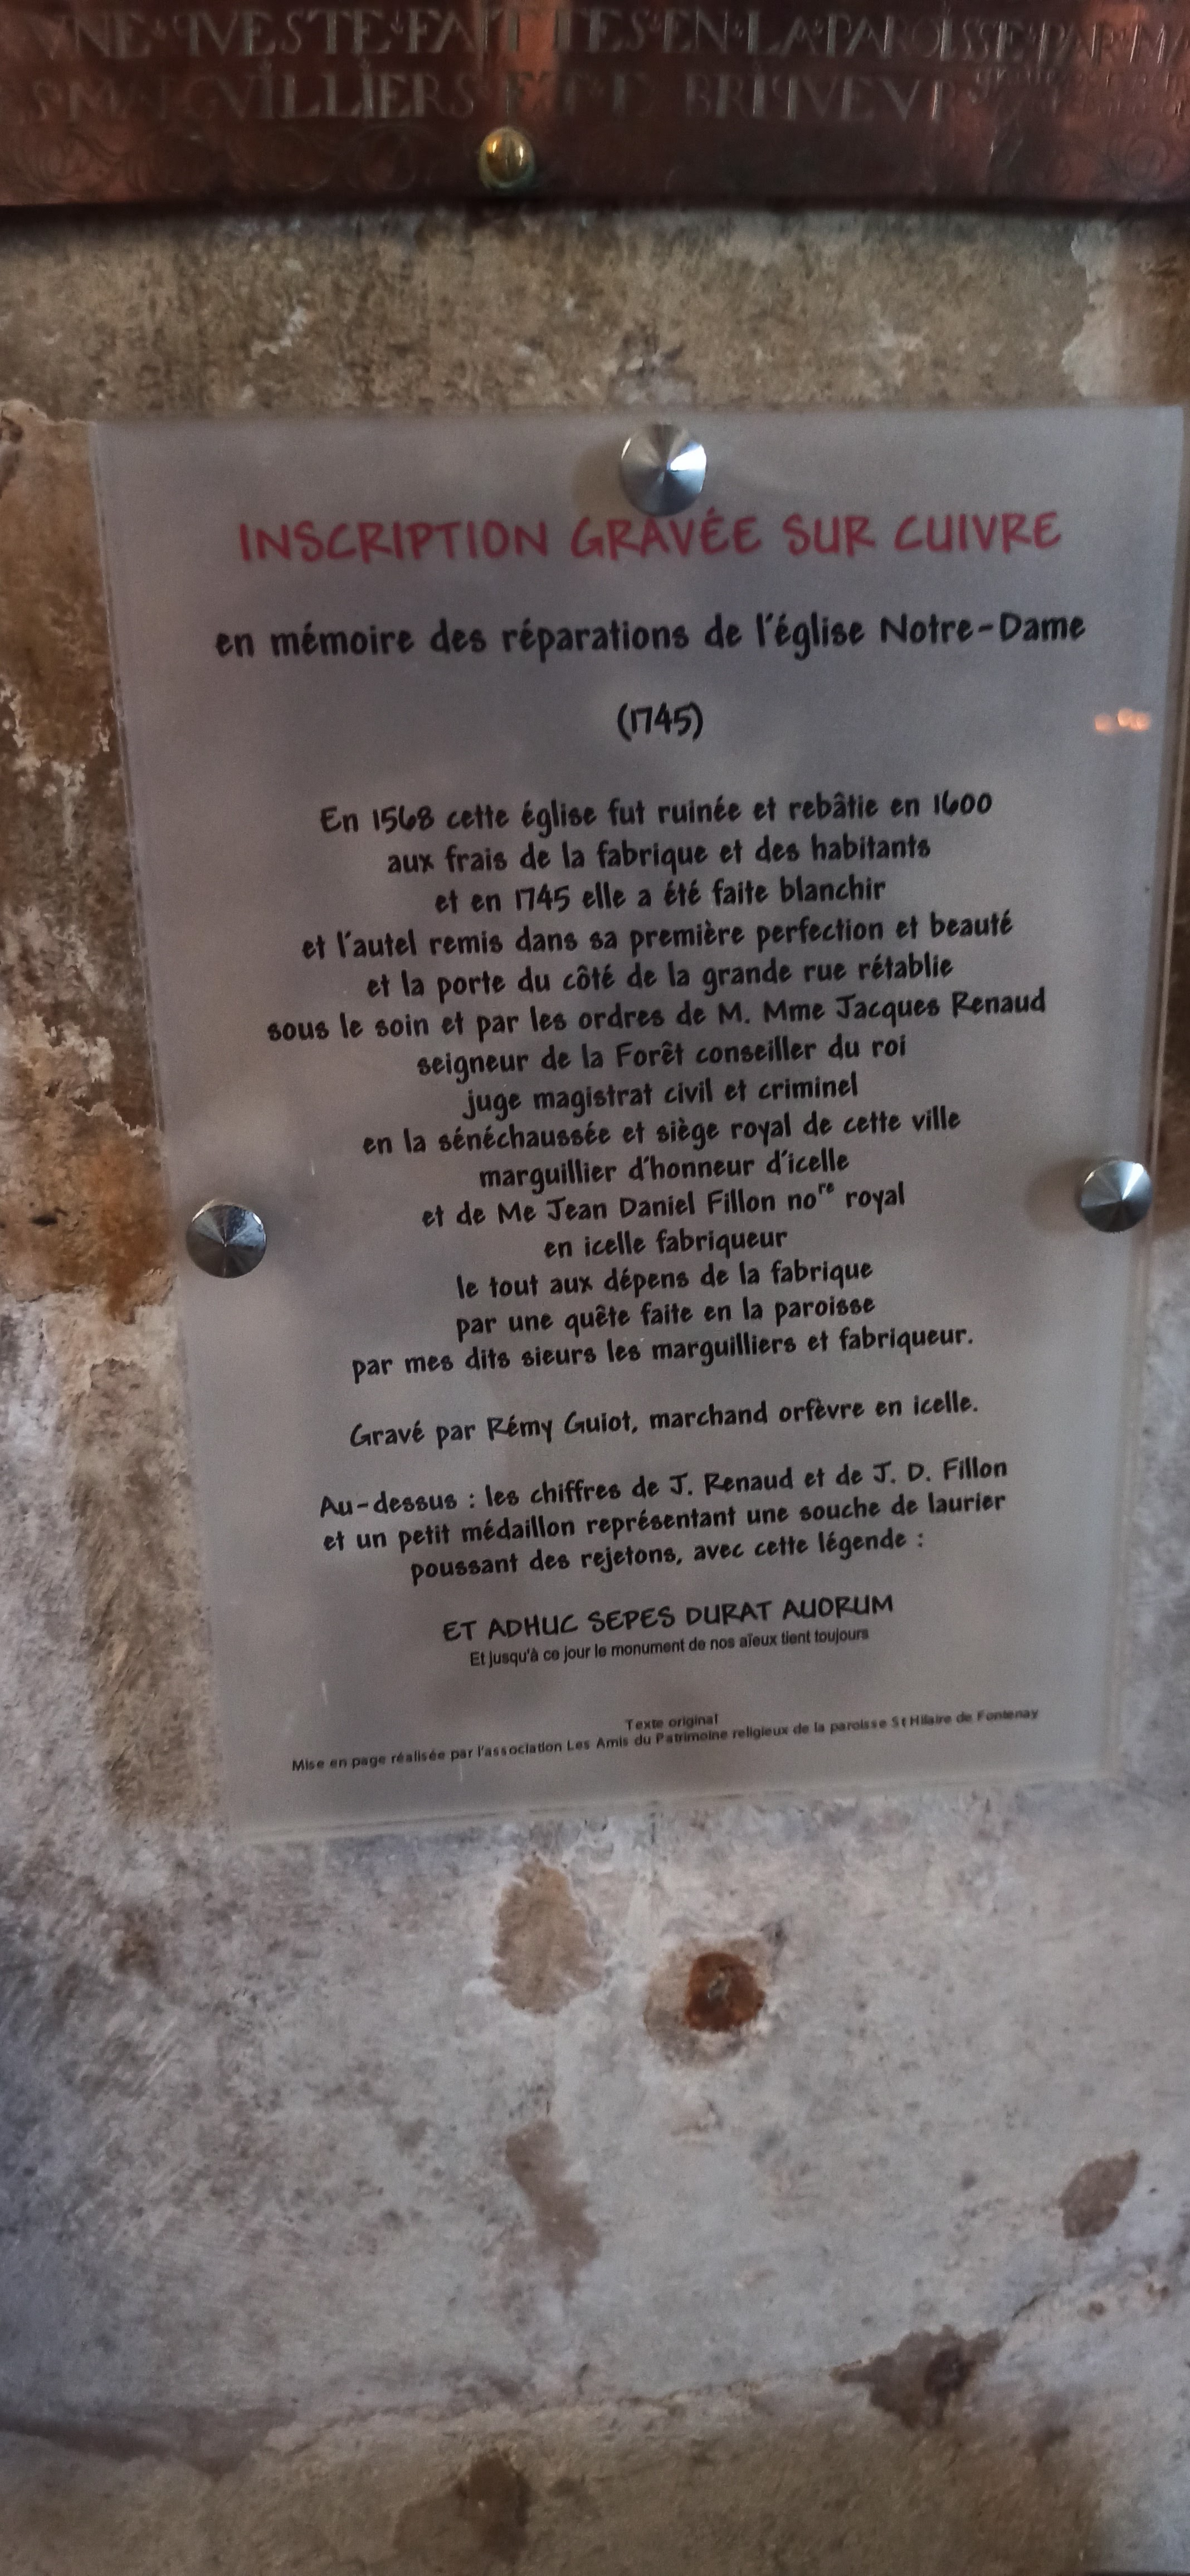 VNE QVESTE FAITTES EN LA PAROISSE PAR M
MARGVILLIERS ET
INSCRIPTION GRAVÉE SUR CUIVRE
en mémoire des réparations de l'église Notre-Dame
(1745)
En 1568 cette église fut ruinée et rebâtie en 1600
aux frais de la fabrique et des habitants
et en 1745 elle a été faite blanchir
et l'autel remis dans sa première perfection et beauté
et la porte du côté de la grande rue rétablie
sous le soin et par les ordres de M. Mme Jacques Renaud
seigneur de la Forêt conseiller du roi
juge magistrat civil et criminel
en la sénéchaussée et siège royal de cette ville
marguillier d'honneur d'icelle
et de Me Jean Daniel Fillon noʳᵉ royal
en icelle fabriqueur
le tout aux dépens de la fabrique
par une quête faite en la paroisse
par mes dits sieurs les marguilliers et fabriqueur.
Gravé par Rémy Guiot, marchand orfèvre en icelle.
Au-dessus : les chiffres de J. Renaud et de J. D. Fillon
et un petit médaillon représentant une souche de laurier
poussant des rejetons, avec cette légende :
ET ADHUC SEPES DURAT AUORUM
Et jusqu'à ce jour le monument de nos aïeux tient toujours
Texte original
Mise en page réalisée par l'association Les Amis du Patrimoine religieux de la paroisse St Hilaire de Fontenay